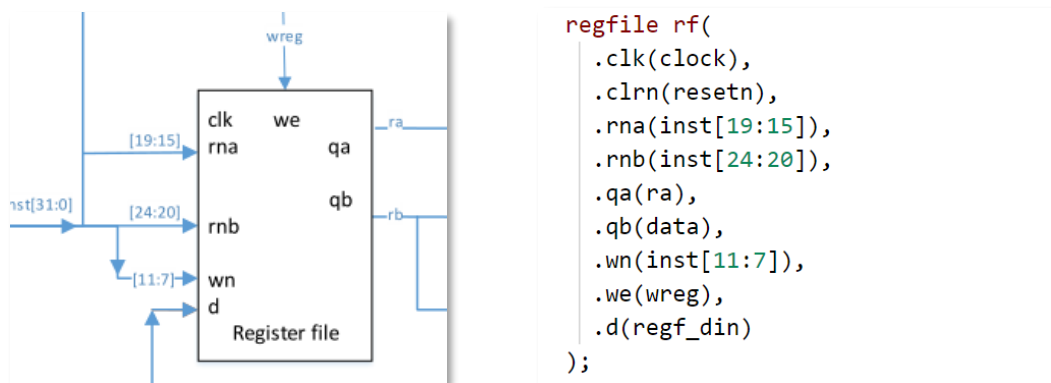 wreg
clk we
[19:15] rna qa ra
qb
nst[31:0] [24:20] rnb rb
[11:7] wn
d
Register file
regfile rf(
.clk(clock),
.clrn(resetn),
.rna(inst[19:15]),
.rnb(inst[24:20]),
.qa(ra),
.qb(data),
.wn(inst[11:7]),
.we(wreg),
.d(regf_din)
);